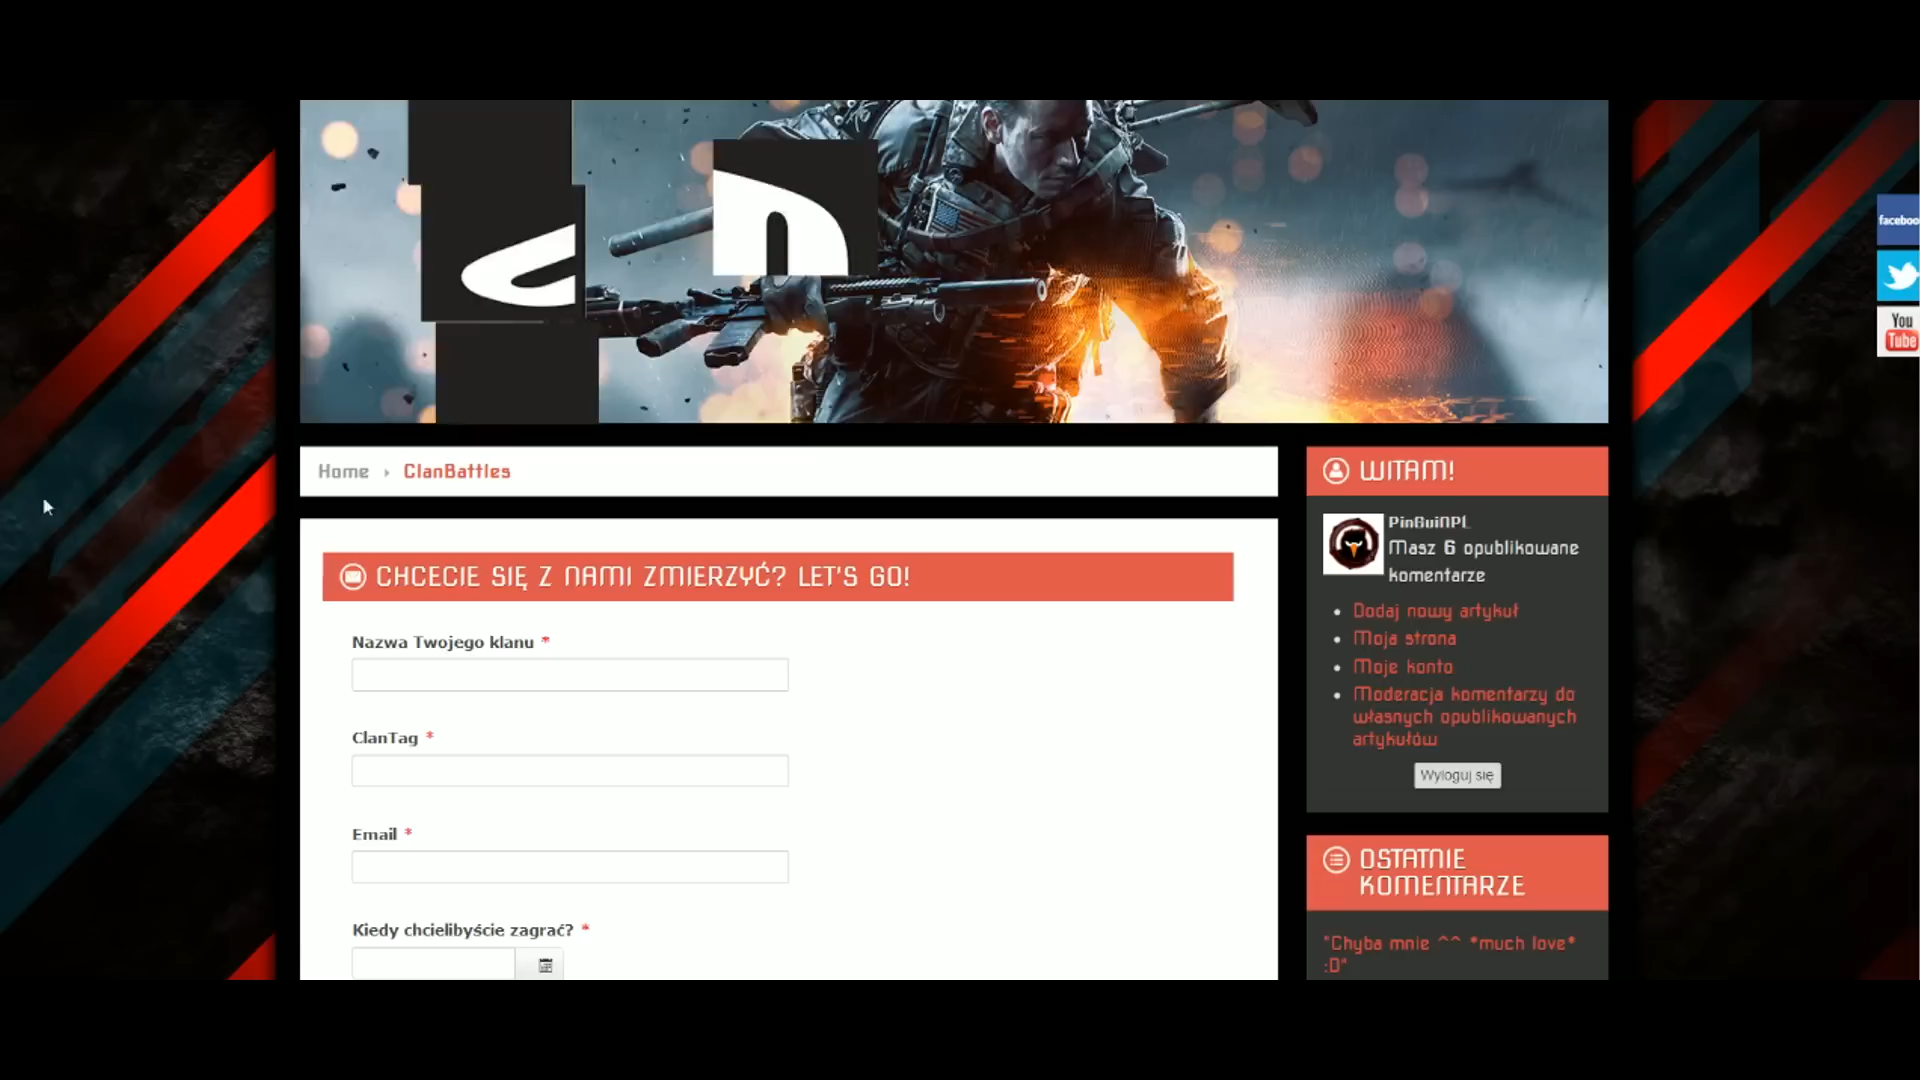 faceboo
You
Tube
Home
ClanBattles
CHCECIE SIĘ Z NAMI ZMIERZYĆ? LET'S GO!
Nazwa Twojego klanu *
ClanTag *
Email *
Kiedy chcielibyście zagrać? *
WITAM!
PinGuiNPL
Masz 6 opublikowane
komentarze
Dodaj nowy artykuł
Moja strona
Moje konto
Moderacja komentarzy do
własnych opublikowanych
artykułów
Wyloguj się
OSTATNIE
KOMENTARZE
"Chyba mnie ^^ *much love*
:D"